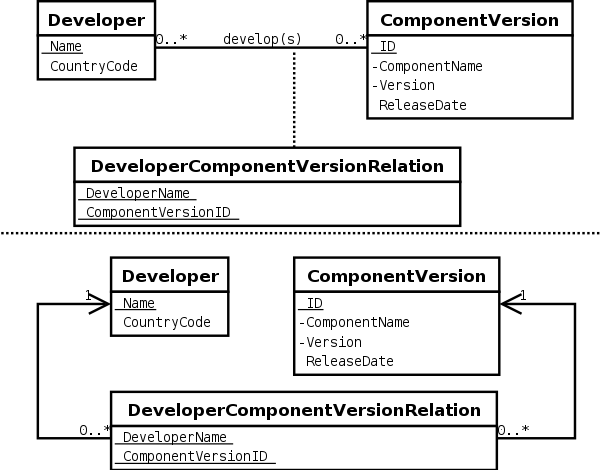 Developer
Name
CountryCode
0..* develop(s) 0..*
ComponentVersion
ID
-ComponentName
-Version
ReleaseDate
DeveloperComponentVersionRelation
DeveloperName
ComponentVersionID
1
Developer
Name
CountryCode
ComponentVersion
ID
-ComponentName
-Version
ReleaseDate
1
0..*
DeveloperComponentVersionRelation
DeveloperName
ComponentVersionID
0..*